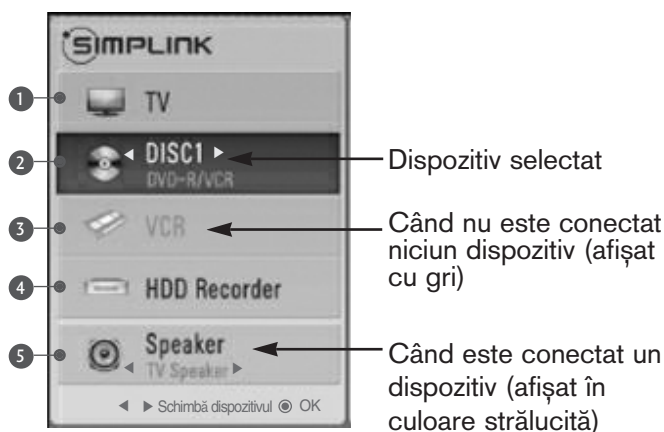 SIMPLINK
1 TV
2 DISC1 Dispozitiv selectat
DVD-R/VCR
3 VCR Când nu este conectat
niciun dispozitiv (afișat
cu gri)
4 HDD Recorder
5 Speaker Când este conectat un
TV Speaker dispozitiv (afișat în
◄ ► Schimbă dispozitivul ◉ OK culoare strălucită)